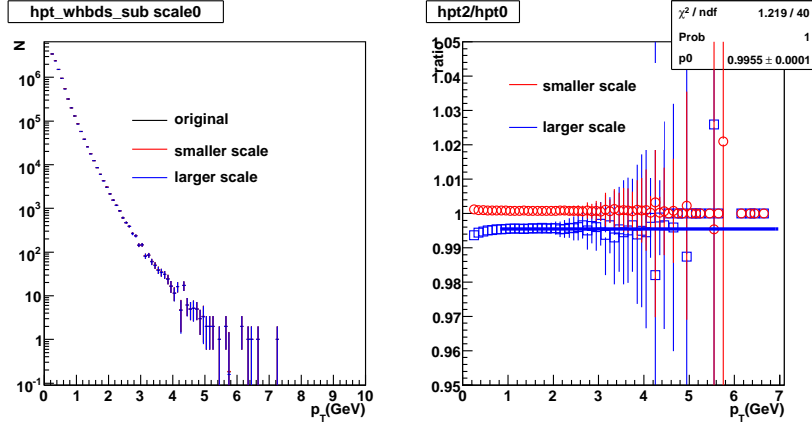 hpt_whbds_sub scale0
N
10^6
10^5
10^4
10^3
10^2
10
1
10^-1
original
smaller scale
larger scale
0 1 2 3 4 5 6 7 8 9 10
p_T(GeV)
hpt2/hpt0
χ² / ndf 1.219 / 40
Prob 1
p0 0.9955 ± 0.0001
ratio
1.05
1.04
1.03
1.02
1.01
1
0.99
0.98
0.97
0.96
0.95
smaller scale
larger scale
0 1 2 3 4 5 6 7
p_T(GeV)